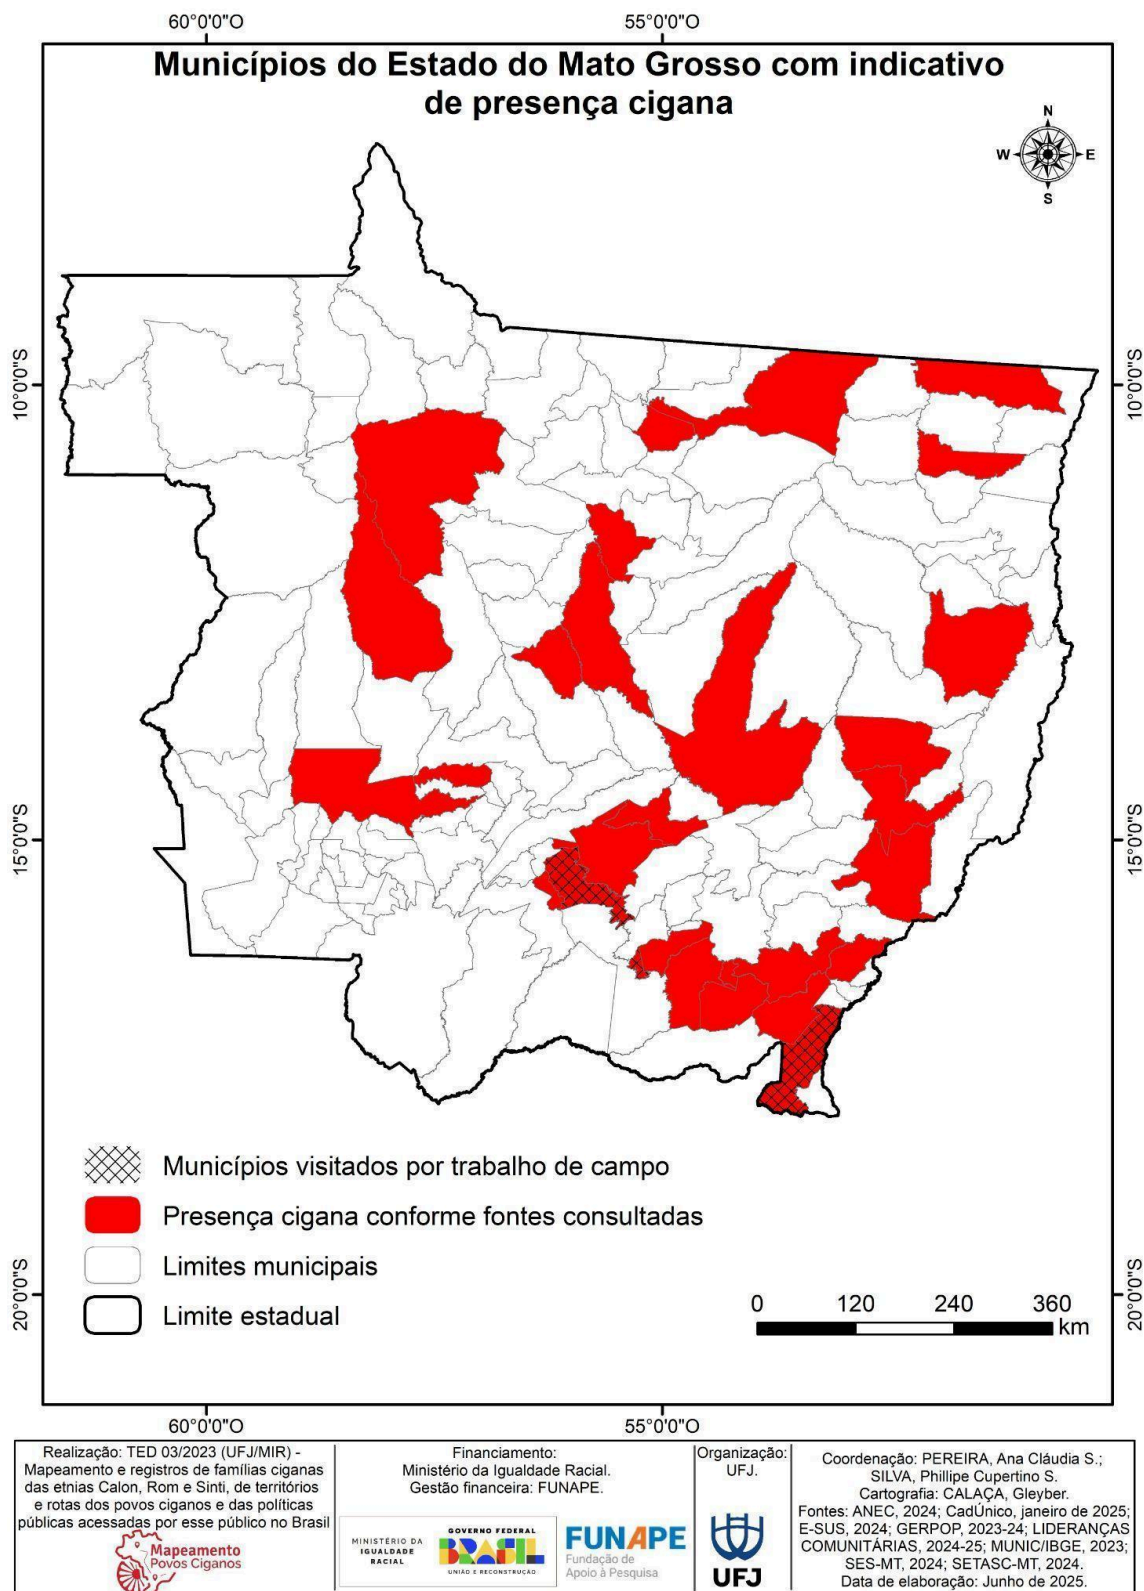 60°0'0"O
55°0'0"O
Municípios do Estado do Mato Grosso com indicativo
de presença cigana
N
W
E
S
10°0'0"S
10°0'0"S
15°0'0"S
15°0'0"S
20°0'0"S
20°0'0"S
Municípios visitados por trabalho de campo
Presença cigana conforme fontes consultadas
Limites municipais
Limite estadual
0
120
240
360
km
60°0'0"O
55°0'0"O
Realização: TED 03/2023 (UFJ/MIR) -
Mapeamento e registros de famílias ciganas
das etnias Calon, Rom e Sinti, de territórios
e rotas dos povos ciganos e das políticas
públicas acessadas por esse público no Brasil
Mapeamento
Povos Ciganos
Financiamento:
Ministério da Igualdade Racial.
Gestão financeira: FUNAPE.
MINISTÉRIO DA
IGUALDADE
RACIAL
GOVERNO FEDERAL
BRASIL
UNIÃO E RECONSTRUÇÃO
FUNAPE
Fundação de
Apoio à Pesquisa
Organização:
UFJ.
UFJ
Coordenação: PEREIRA, Ana Cláudia S.;
SILVA, Phillipe Cupertino S.
Cartografia: CALAÇA, Gleyber.
Fontes: ANEC, 2024; CadÚnico, janeiro de 2025;
E-SUS, 2024; GERPOP, 2023-24; LIDERANÇAS
COMUNITÁRIAS, 2024-25; MUNIC/IBGE, 2023;
SES-MT, 2024; SETASC-MT, 2024.
Data de elaboração: Junho de 2025.